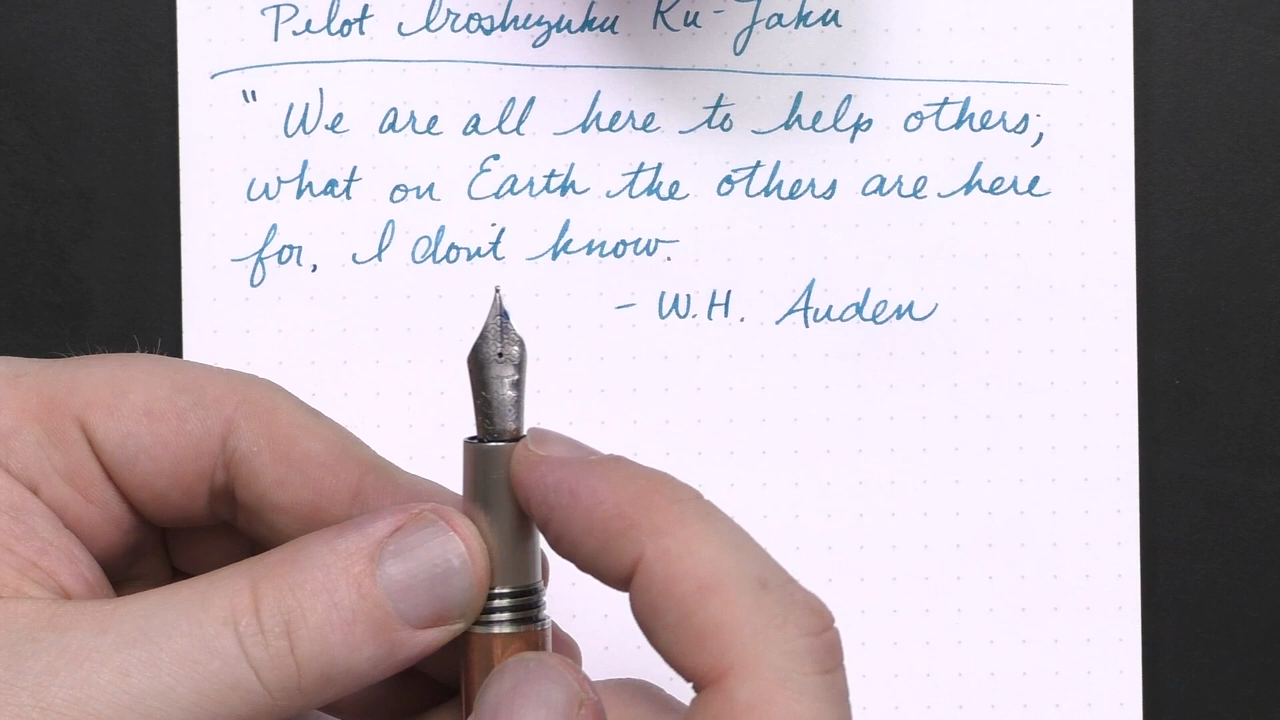 Pilot Iroshizuku Ku-Jaku
" We are all here to help others;
what on Earth the others are here
for, I don't know.
- W.H. Auden